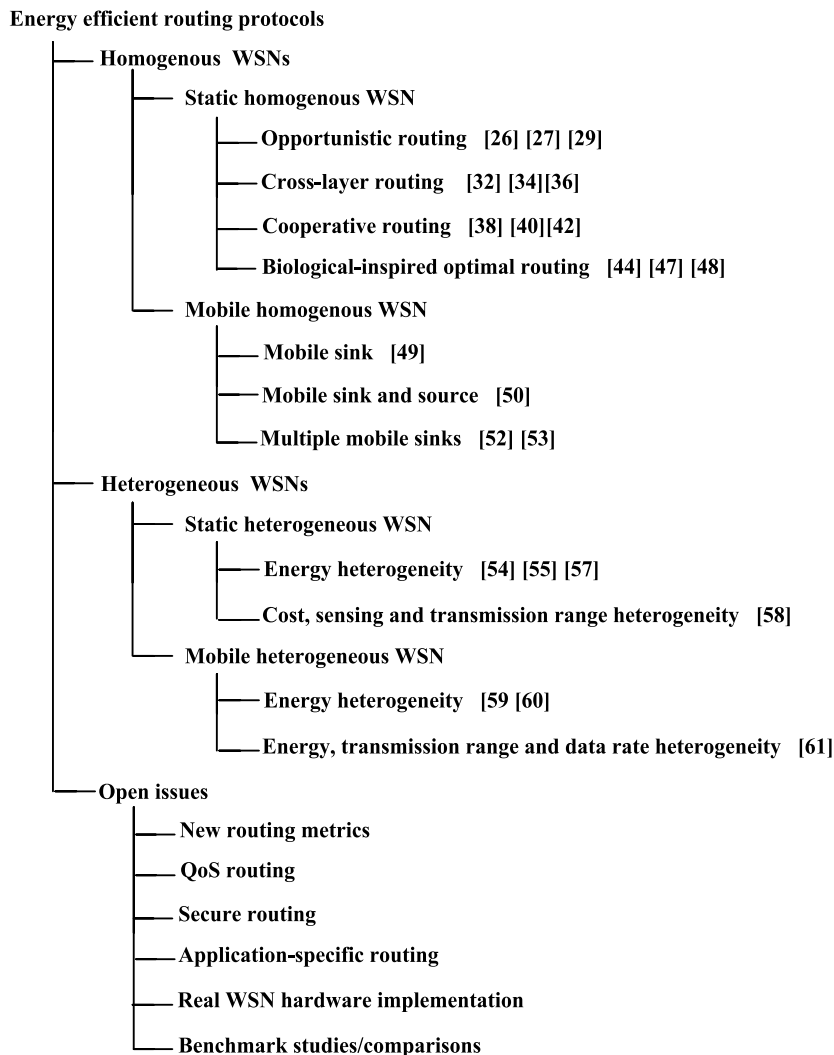 Energy efficient routing protocols
Homogenous WSNs
Static homogenous WSN
Opportunistic routing [26] [27] [29]
Cross-layer routing [32] [34][36]
Cooperative routing [38] [40][42]
Biological-inspired optimal routing [44] [47] [48]
Mobile homogenous WSN
Mobile sink [49]
Mobile sink and source [50]
Multiple mobile sinks [52] [53]
Heterogeneous WSNs
Static heterogeneous WSN
Energy heterogeneity [54] [55] [57]
Cost, sensing and transmission range heterogeneity [58]
Mobile heterogeneous WSN
Energy heterogeneity [59 [60]
Energy, transmission range and data rate heterogeneity [61]
Open issues
New routing metrics
QoS routing
Secure routing
Application-specific routing
Real WSN hardware implementation
Benchmark studies/comparisons